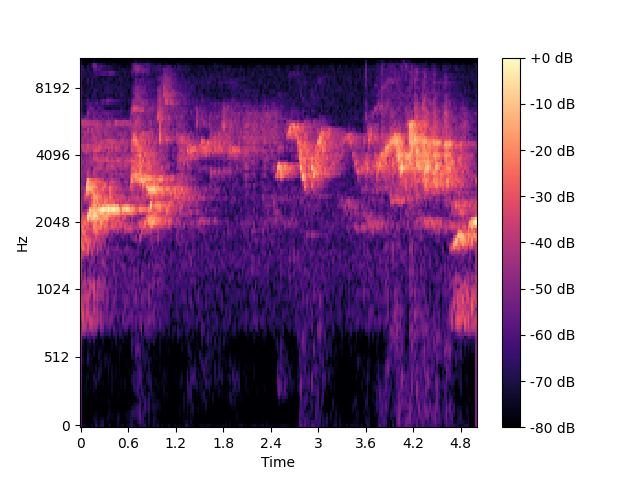 +0 dB
8192
-10 dB
4096
-20 dB
-30 dB
2048
Hz
-40 dB
1024
-50 dB
512
-60 dB
-70 dB
0
-80 dB
0 0.6 1.2 1.8 2.4 3 3.6 4.2 4.8
Time